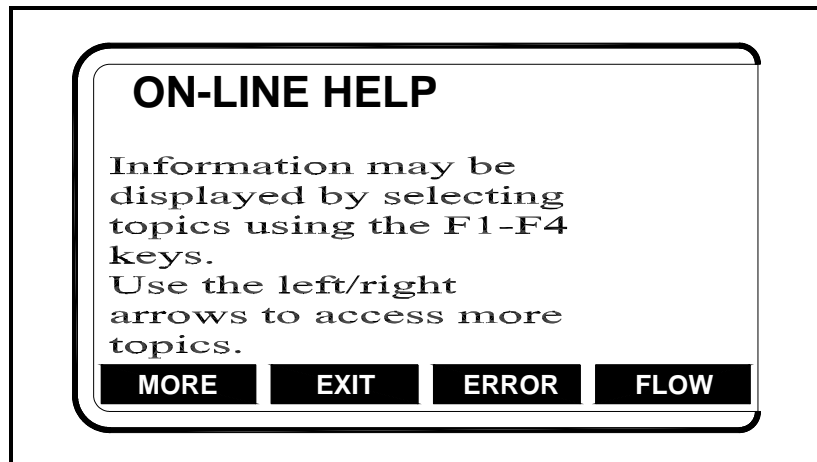 ON-LINE HELP
Information may be
displayed by selecting
topics using the F1-F4
keys.
Use the left/right
arrows to access more
topics.
MORE EXIT ERROR FLOW